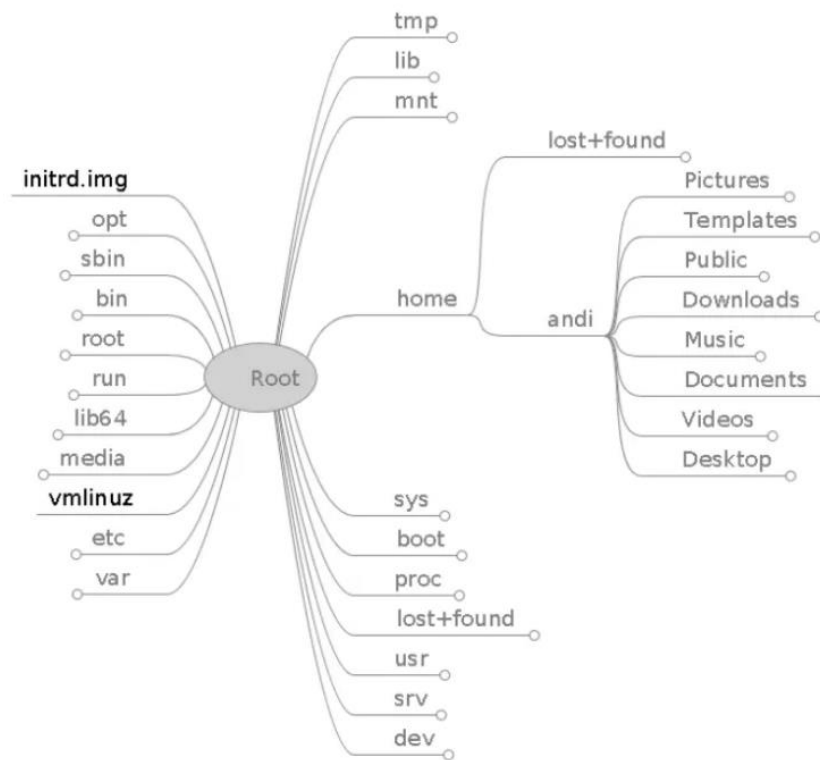 tmp
lib
mnt
lost+found
initrd.img
Pictures
opt
Templates
sbin
Public
bin
home
Downloads
andi
root
Music
Root
run
Documents
lib64
Videos
media
Desktop
vmlinuz
sys
etc
boot
var
proc
lost+found
usr
srv
dev